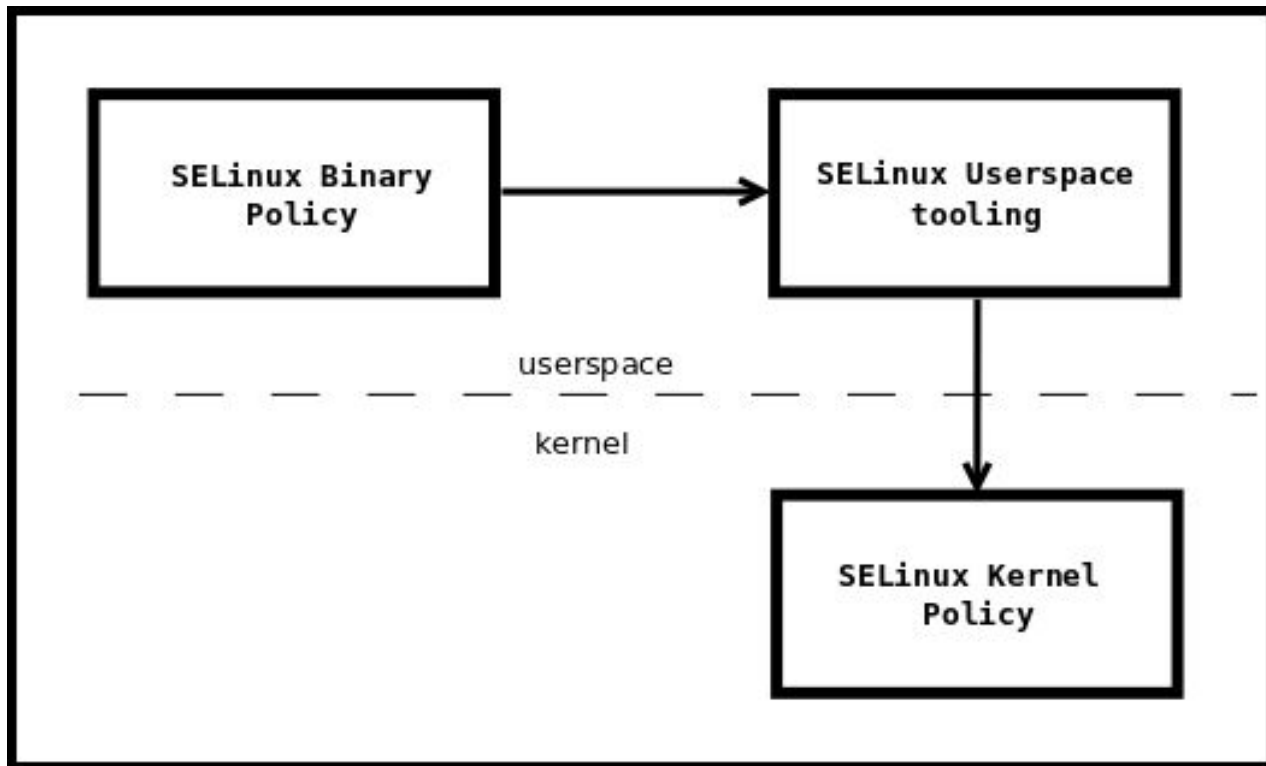 SELinux Binary
Policy
SELinux Userspace
tooling
userspace
kernel
SELinux Kernel
Policy